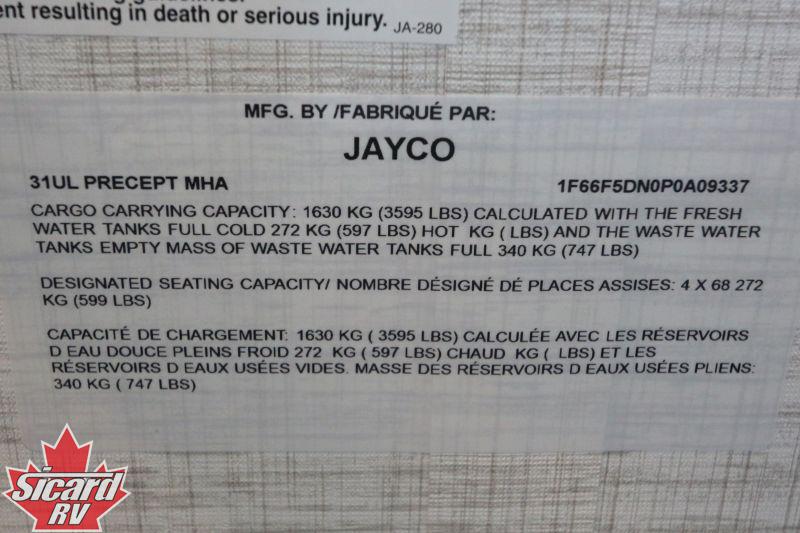 ent resulting in death or serious injury. JA-280
MFG. BY /FABRIQUÉ PAR:
JAYCO
31UL PRECEPT MHA 1F66F5DN0P0A09337
CARGO CARRYING CAPACITY: 1630 KG (3595 LBS) CALCULATED WITH THE FRESH
WATER TANKS FULL COLD 272 KG (597 LBS) HOT KG ( LBS) AND THE WASTE WATER
TANKS EMPTY MASS OF WASTE WATER TANKS FULL 340 KG (747 LBS)
DESIGNATED SEATING CAPACITY/ NOMBRE DÉSIGNÉ DÉ PLACES ASSISES: 4 X 68 272
KG (599 LBS)
CAPACITÉ DE CHARGEMENT: 1630 KG ( 3595 LBS) CALCULÉE AVEC LES RÉSERVOIRS
D EAU DOUCE PLEINS FROID 272 KG ( 597 LBS) CHAUD KG ( LBS) ET LES
RÉSERVOIRS D EAUX USÉES VIDES. MASSE DES RÉSERVOIRS D EAUX USÉES PLIENS:
340 KG ( 747 LBS)
Sicard
RV